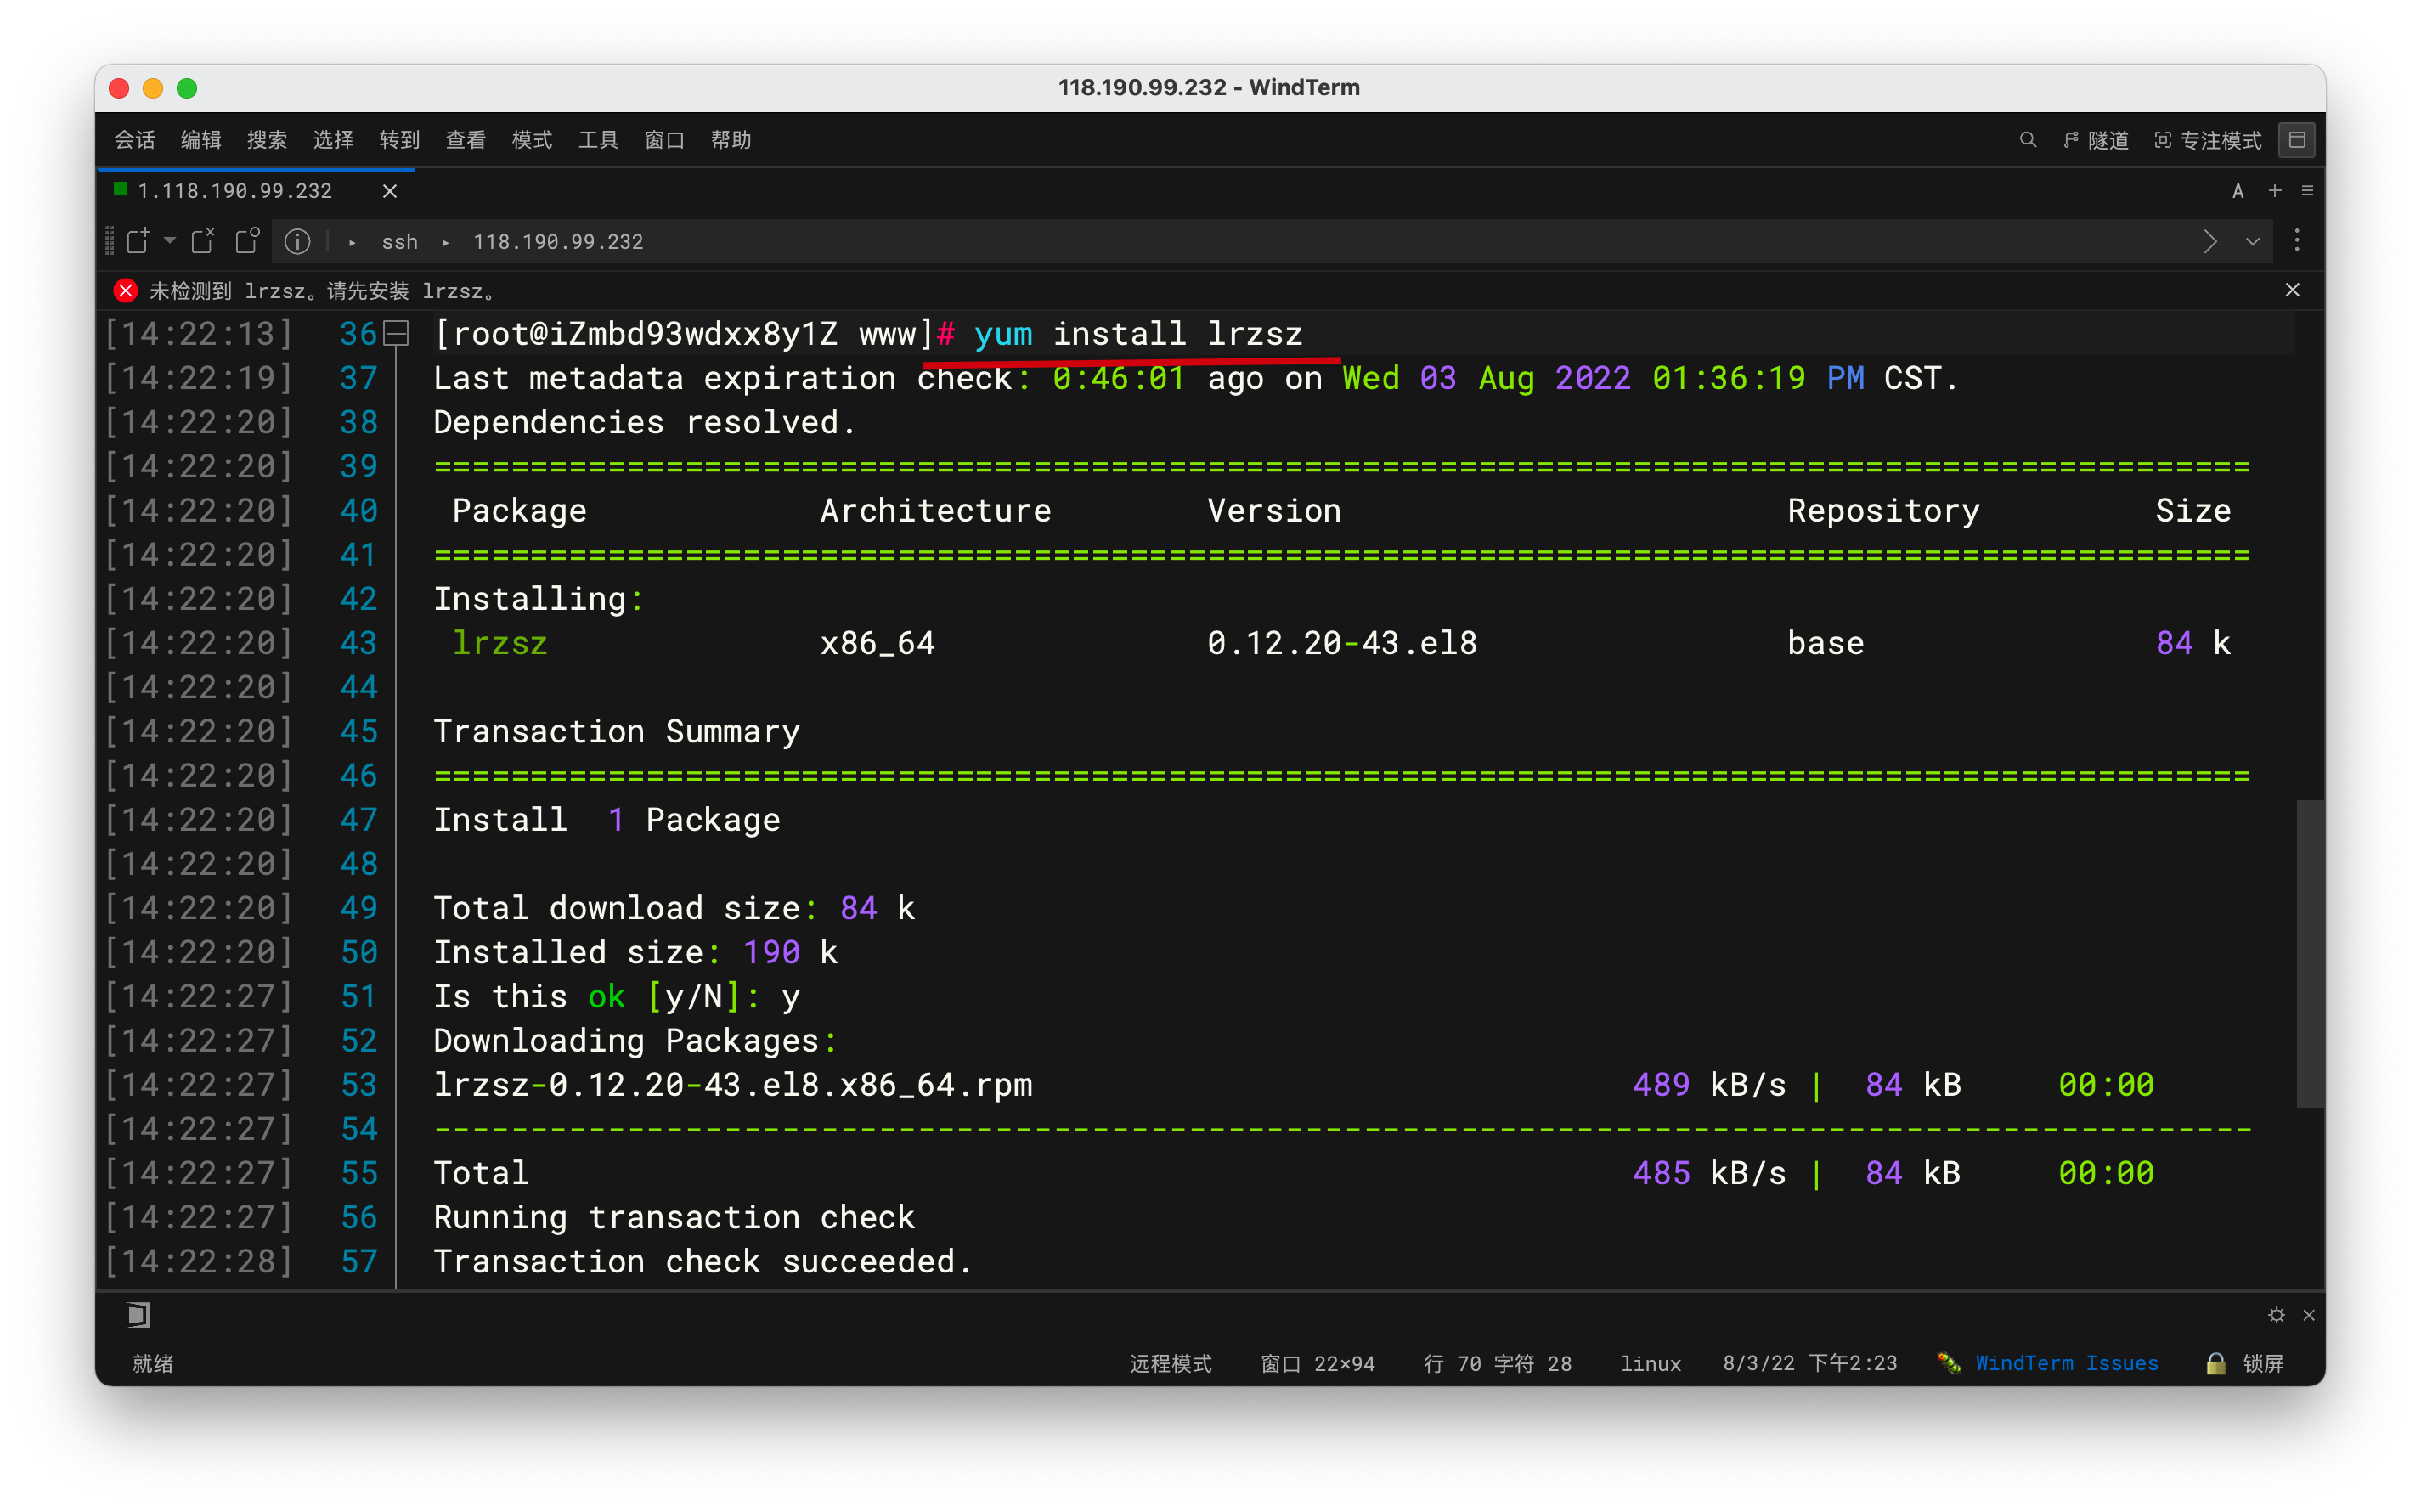 118.190.99.232 - WindTerm
会话 编辑 搜索 选择 转到 查看 模式 工具 窗口 帮助 隧道 专注模式
1.118.190.99.232 A
ssh 118.190.99.232
未检测到 lrzsz。请先安装 lrzsz。
[14:22:13] 36 [root@iZmbd93wdxx8y1Z www]# yum install lrzsz
[14:22:19] 37 Last metadata expiration check: 0:46:01 ago on Wed 03 Aug 2022 01:36:19 PM CST.
[14:22:20] 38 Dependencies resolved.
[14:22:20] 39 ==============================================================================================
[14:22:20] 40 Package Architecture Version Repository Size
[14:22:20] 41 ==============================================================================================
[14:22:20] 42 Installing:
[14:22:20] 43 lrzsz x86_64 0.12.20-43.el8 base 84 k
[14:22:20] 44
[14:22:20] 45 Transaction Summary
[14:22:20] 46 ==============================================================================================
[14:22:20] 47 Install 1 Package
[14:22:20] 48
[14:22:20] 49 Total download size: 84 k
[14:22:20] 50 Installed size: 190 k
[14:22:27] 51 Is this ok [y/N]: y
[14:22:27] 52 Downloading Packages:
[14:22:27] 53 lrzsz-0.12.20-43.el8.x86_64.rpm 489 kB/s | 84 kB 00:00
[14:22:27] 54 ----------------------------------------------------------------------------------------------
[14:22:27] 55 Total 485 kB/s | 84 kB 00:00
[14:22:27] 56 Running transaction check
[14:22:28] 57 Transaction check succeeded.
就绪 远程模式 窗口 22×94 行 70 字符 28 linux 8/3/22 下午2:23 WindTerm Issues 锁屏